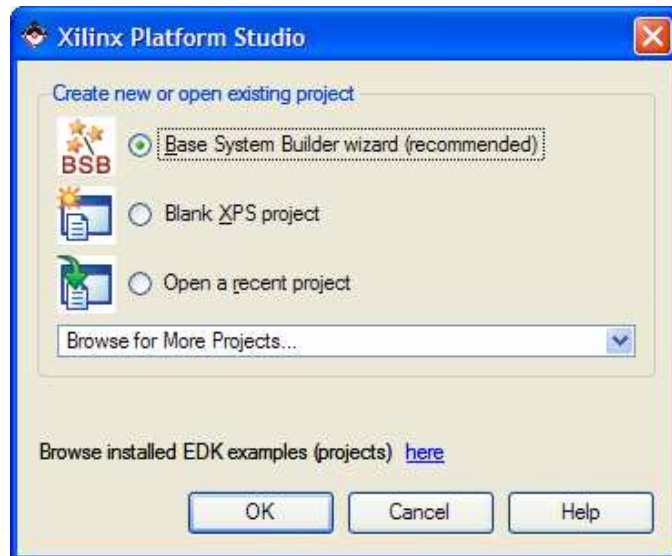 Xilinx Platform Studio
Create new or open existing project
BSB
Base System Builder wizard (recommended)
Blank XPS project
Open a recent project
Browse for More Projects...
Browse installed EDK examples (projects) here
OK Cancel Help